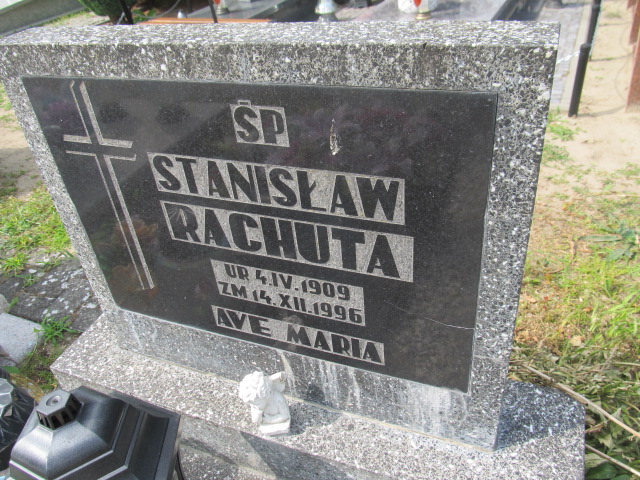 ŚP
STANISŁAW
RACHUTA
UR 4.IV.1909
ZM 14.XII.1996
AVE MARIA